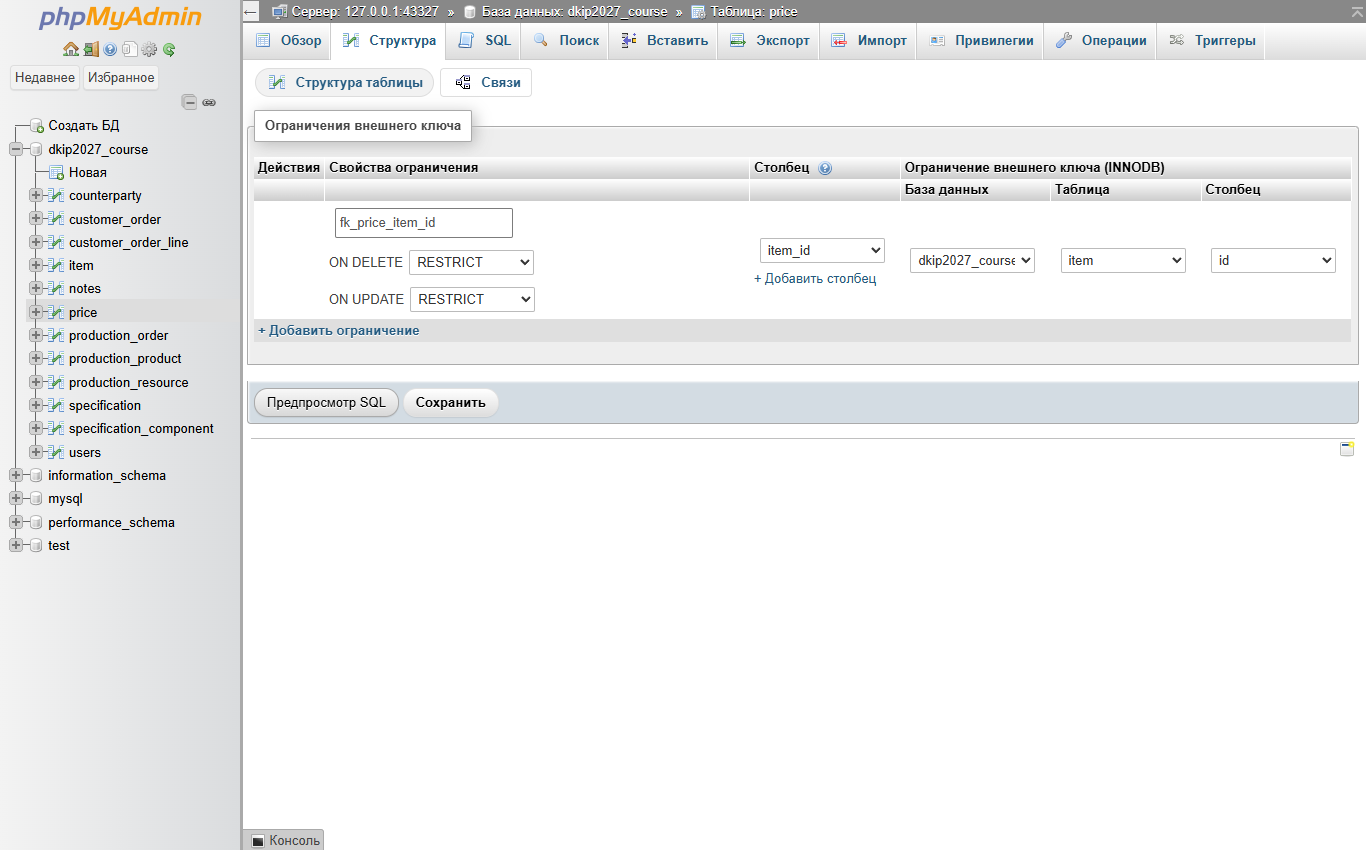 phpMyAdmin
Недавнее Избранное
Создать БД
dkip2027_course
Новая
counterparty
customer_order
customer_order_line
item
notes
price
production_order
production_product
production_resource
specification
specification_component
users
information_schema
mysql
performance_schema
test
Сервер: 127.0.0.1:43327 » База данных: dkip2027_course » Таблица: price
Обзор Структура SQL Поиск Вставить Экспорт Импорт Привилегии Операции Триггеры
Структура таблицы Связи
Ограничения внешнего ключа
Действия Свойства ограничения Столбец Ограничение внешнего ключа (INNODB)
База данных Таблица Столбец
fk_price_item_id
ON DELETE RESTRICT
ON UPDATE RESTRICT
item_id
+ Добавить столбец
dkip2027_course item id
+ Добавить ограничение
Предпросмотр SQL Сохранить
Консоль